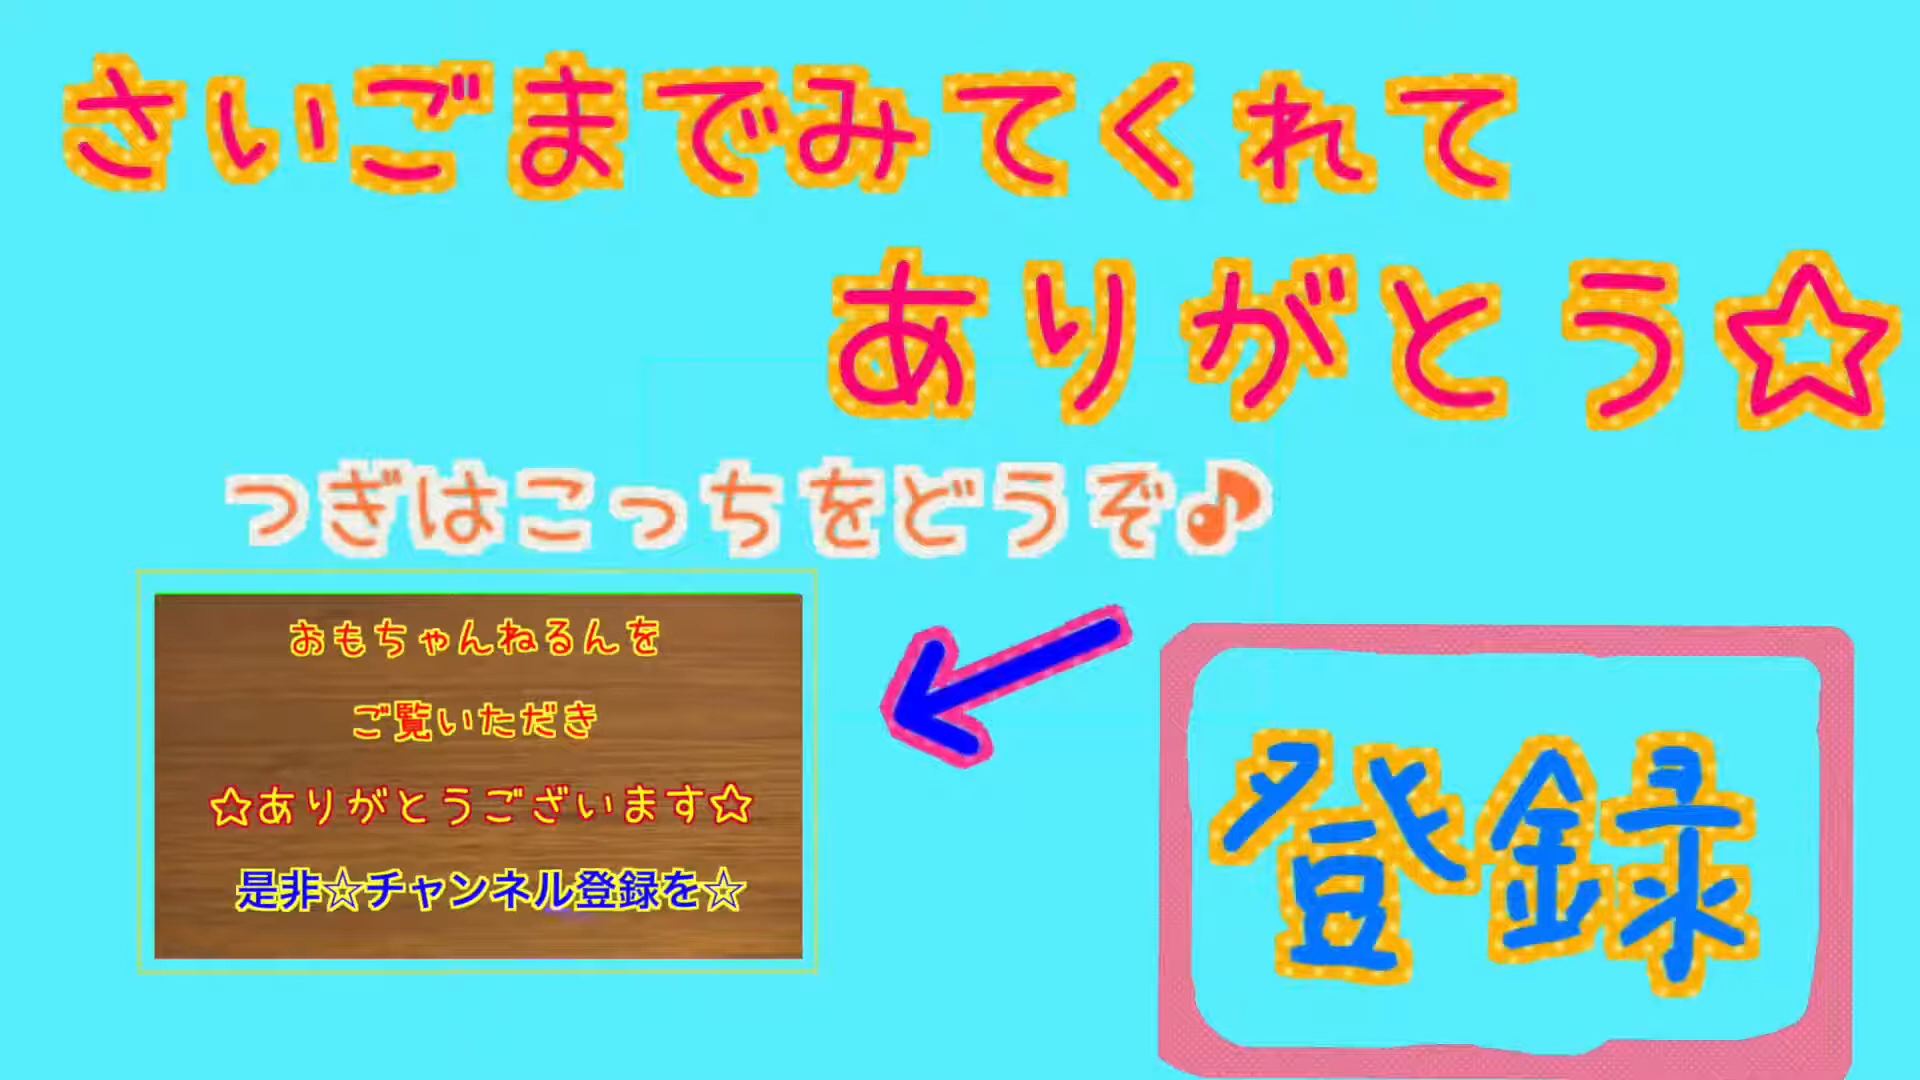 さいごまでみてくれて
ありがとう☆
つぎはこっちをどうぞ♪
おもちゃんねるんを
ご覧いただき
☆ありがとうございます☆
是非☆チャンネル登録を☆
登録